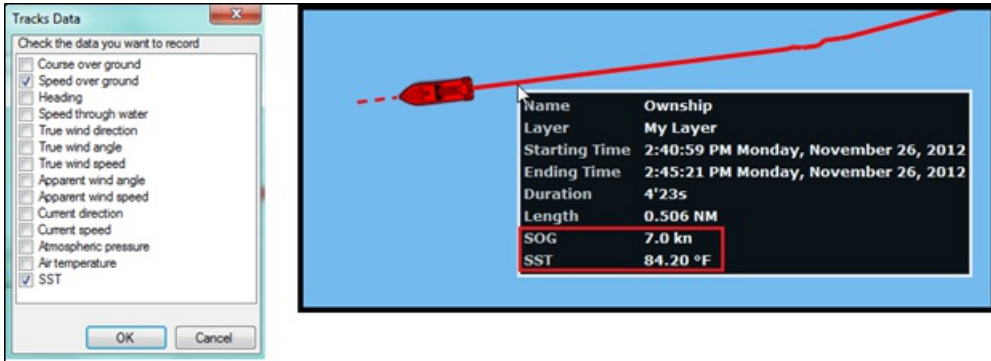 Tracks Data
Check the data you want to record
Course over ground
Speed over ground
Heading
Speed through water
True wind direction
True wind angle
True wind speed
Apparent wind angle
Apparent wind speed
Current direction
Current speed
Atmospheric pressure
Air temperature
SST
OK Cancel
Name Ownship
Layer My Layer
Starting Time 2:40:59 PM Monday, November 26, 2012
Ending Time 2:45:21 PM Monday, November 26, 2012
Duration 4'23s
Length 0.506 NM
SOG 7.0 kn
SST 84.20 °F